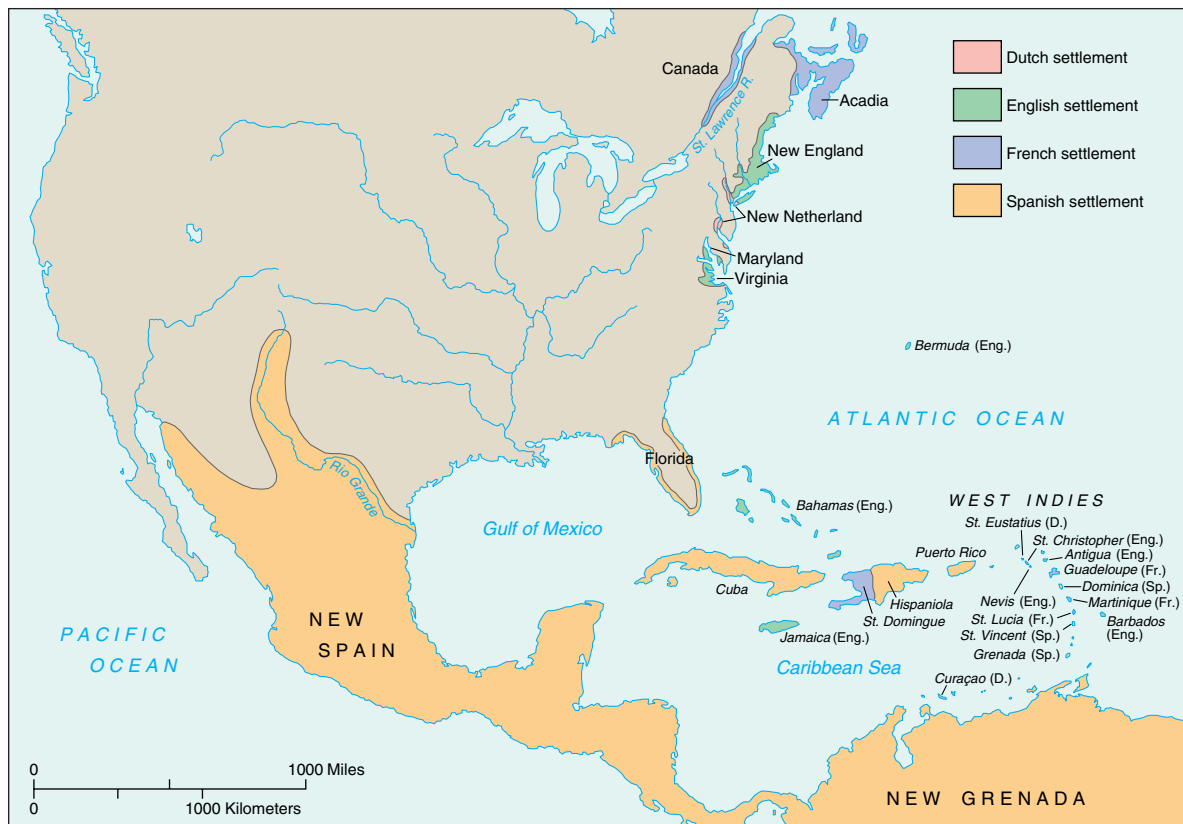 Canada
St. Lawrence R.
Acadia
New England
New Netherland
Maryland
Virginia
Dutch settlement
English settlement
French settlement
Spanish settlement
Bermuda (Eng.)
ATLANTIC OCEAN
Rio Grande
Florida
Gulf of Mexico
Bahamas (Eng.)
WEST INDIES
St. Eustatius (D.)
St. Christopher (Eng.)
Antigua (Eng.)
Guadeloupe (Fr.)
Dominica (Sp.)
Martinique (Fr.)
Barbados
(Eng.)
Nevis (Eng.)
St. Lucia (Fr.)
St. Vincent (Sp.)
Grenada (Sp.)
Curaçao (D.)
Puerto Rico
Cuba
Hispaniola
St. Domingue
Jamaica (Eng.)
Caribbean Sea
PACIFIC
OCEAN
NEW
SPAIN
NEW GRENADA
0
1000 Miles
0
1000 Kilometers